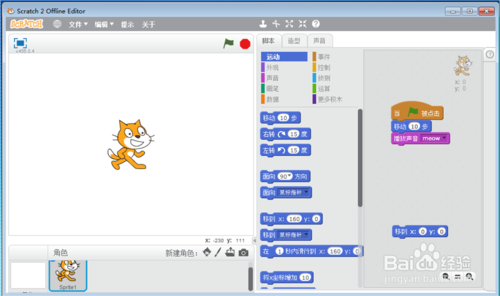 Scratch 2 Offline Editor
SCRATCH
文件 编辑 提示 关于
脚本 造型 声音
运动 事件
外观 控制
声音 侦测
画笔 运算
数据 更多积木
移动 10 步
右转 15 度
左转 15 度
面向 90 方向
面向 鼠标指针
移到 x: 160 y: 0
移到 鼠标指针
在 1 秒内滑行到 x: 160 y: 0
将x坐标增加 10
当 被点击
移动 10 步
播放声音 meow
移到 x: 0 y: 0
x: 0
y: 0
x: -230 y: 111
角色 新建角色:
Sprite1
Baidu 经验